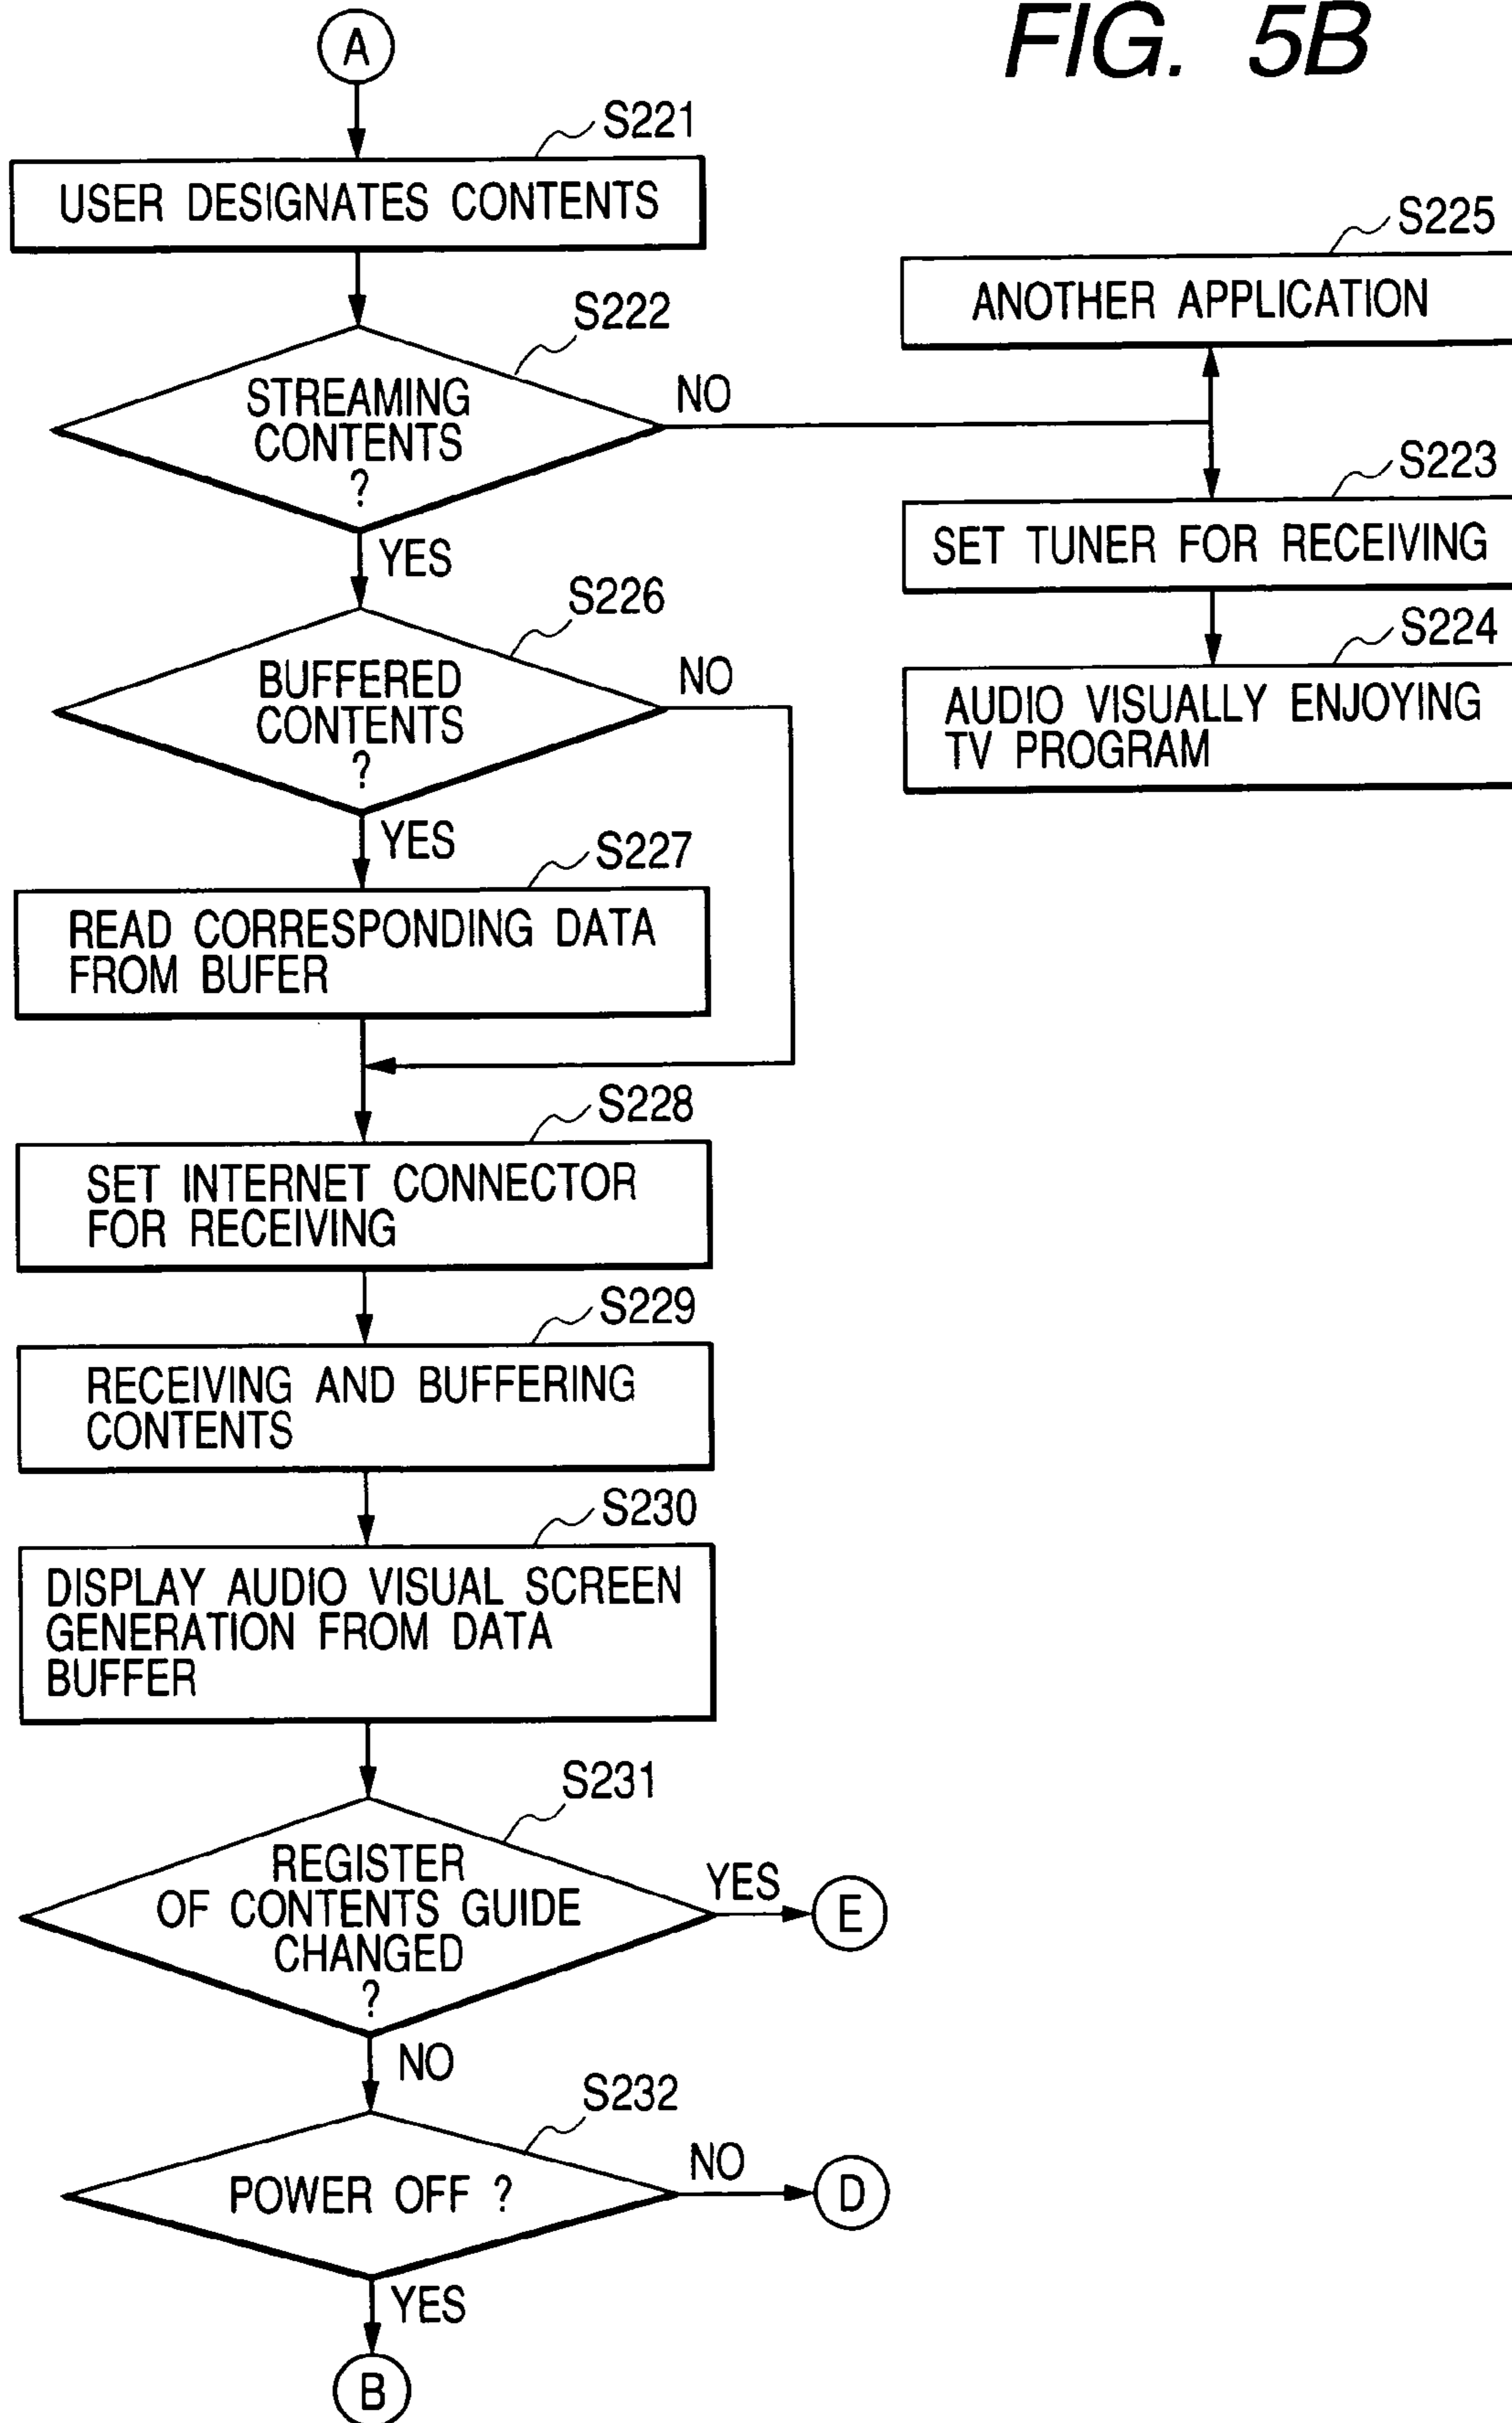 FIG. 5B
A
S221
USER DESIGNATES CONTENTS
S222
STREAMING
CONTENTS
?
NO
YES
S225
ANOTHER APPLICATION
S223
SET TUNER FOR RECEIVING
S224
AUDIO VISUALLY ENJOYING
TV PROGRAM
S226
BUFFERED
CONTENTS
?
NO
YES
S227
READ CORRESPONDING DATA
FROM BUFER
S228
SET INTERNET CONNECTOR
FOR RECEIVING
S229
RECEIVING AND BUFFERING
CONTENTS
S230
DISPLAY AUDIO VISUAL SCREEN
GENERATION FROM DATA
BUFFER
S231
REGISTER
OF CONTENTS GUIDE
CHANGED
?
YES
E
NO
S232
POWER OFF ?
NO
D
YES
B